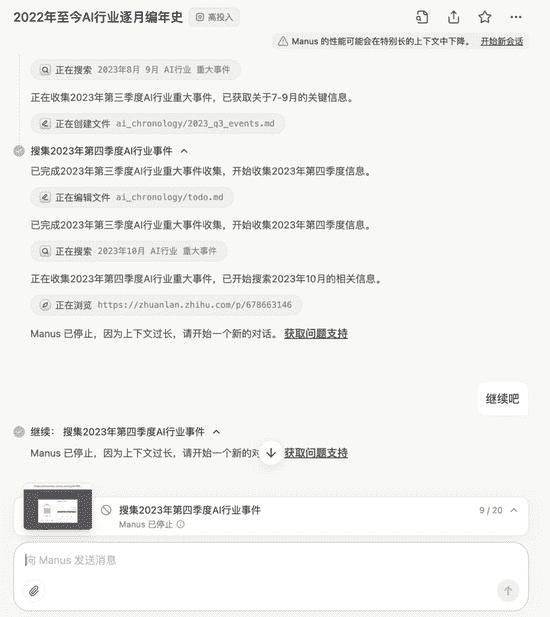 2022年至今AI行业逐月编年史 高投入
Manus 的性能可能会在特别长的上下文中下降。 开始新会话
正在搜索 2023年8月 9月 AI行业 重大事件
正在收集2023年第三季度AI行业重大事件，已获取关于7-9月的关键信息。
正在创建文件 ai_chronology/2023_q3_events.md
搜集2023年第四季度AI行业事件
已完成2023年第三季度AI行业重大事件收集，开始收集2023年第四季度信息。
正在编辑文件 ai_chronology/todo.md
已完成2023年第三季度AI行业重大事件收集，开始收集2023年第四季度信息。
正在搜索 2023年10月 AI行业 重大事件
正在收集2023年第四季度AI行业重大事件，已开始搜索2023年10月的相关信息。
正在浏览 https://zhuanlan.zhihu.com/p/678663146
Manus 已停止，因为上下文过长，请开始一个新的对话。 获取问题支持
继续吧
继续： 搜集2023年第四季度AI行业事件
Manus 已停止，因为上下文过长，请开始一个新的对 获取问题支持
搜集2023年第四季度AI行业事件 9 / 20
Manus 已停止
向 Manus 发送消息